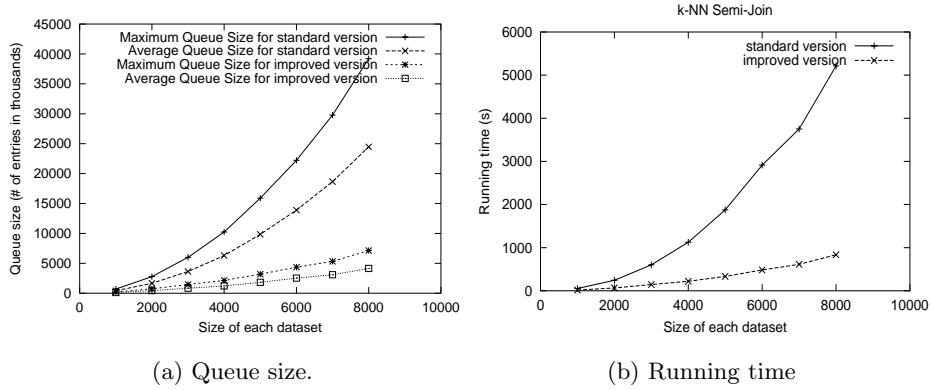 45000
40000
35000
30000
25000
20000
15000
10000
5000
0
Queue size (# of entries in thousands)
Maximum Queue Size for standard version
Average Queue Size for standard version
Maximum Queue Size for improved version
Average Queue Size for improved version
0 2000 4000 6000 8000 10000
Size of each dataset
(a) Queue size.
k-NN Semi-Join
6000
5000
4000
3000
2000
1000
0
Running time (s)
standard version
improved version
0 2000 4000 6000 8000 10000
Size of each dataset
(b) Running time